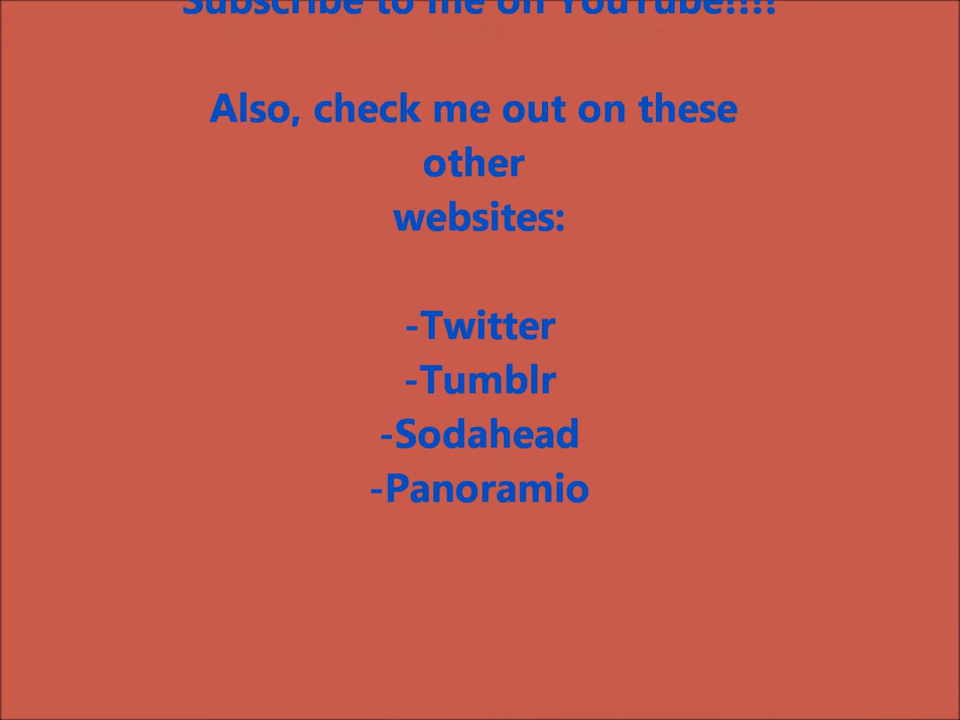 Subscribe to me on YouTube!!!!
Also, check me out on these
other
websites:
-Twitter
-Tumblr
-Sodahead
-Panoramio